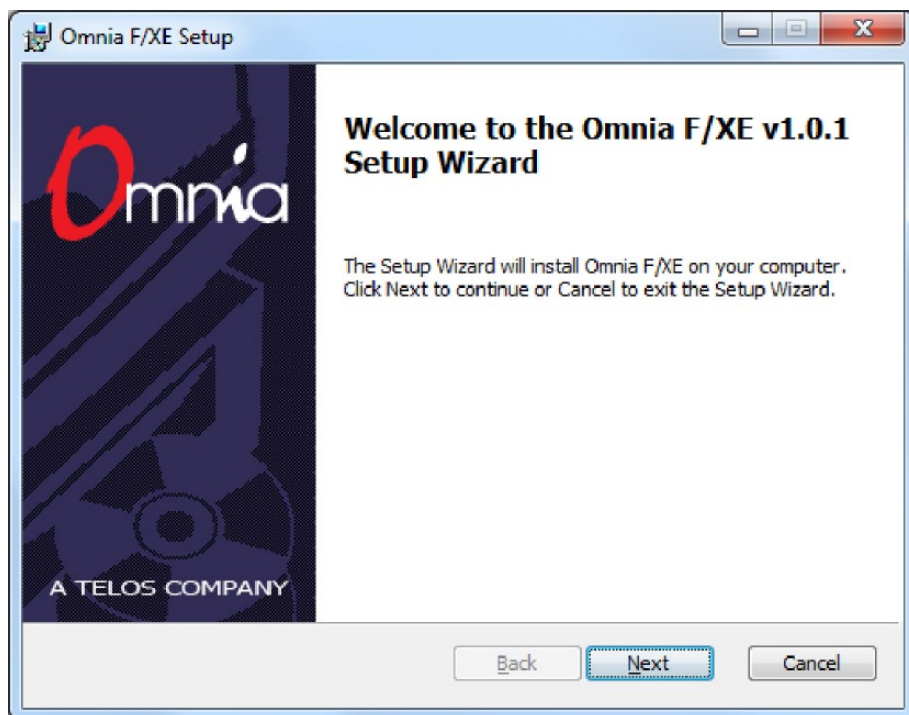 Omnia F/XE Setup
Omnia
Welcome to the Omnia F/XE v1.0.1
Setup Wizard
The Setup Wizard will install Omnia F/XE on your computer.
Click Next to continue or Cancel to exit the Setup Wizard.
A TELOS COMPANY
Back Next Cancel